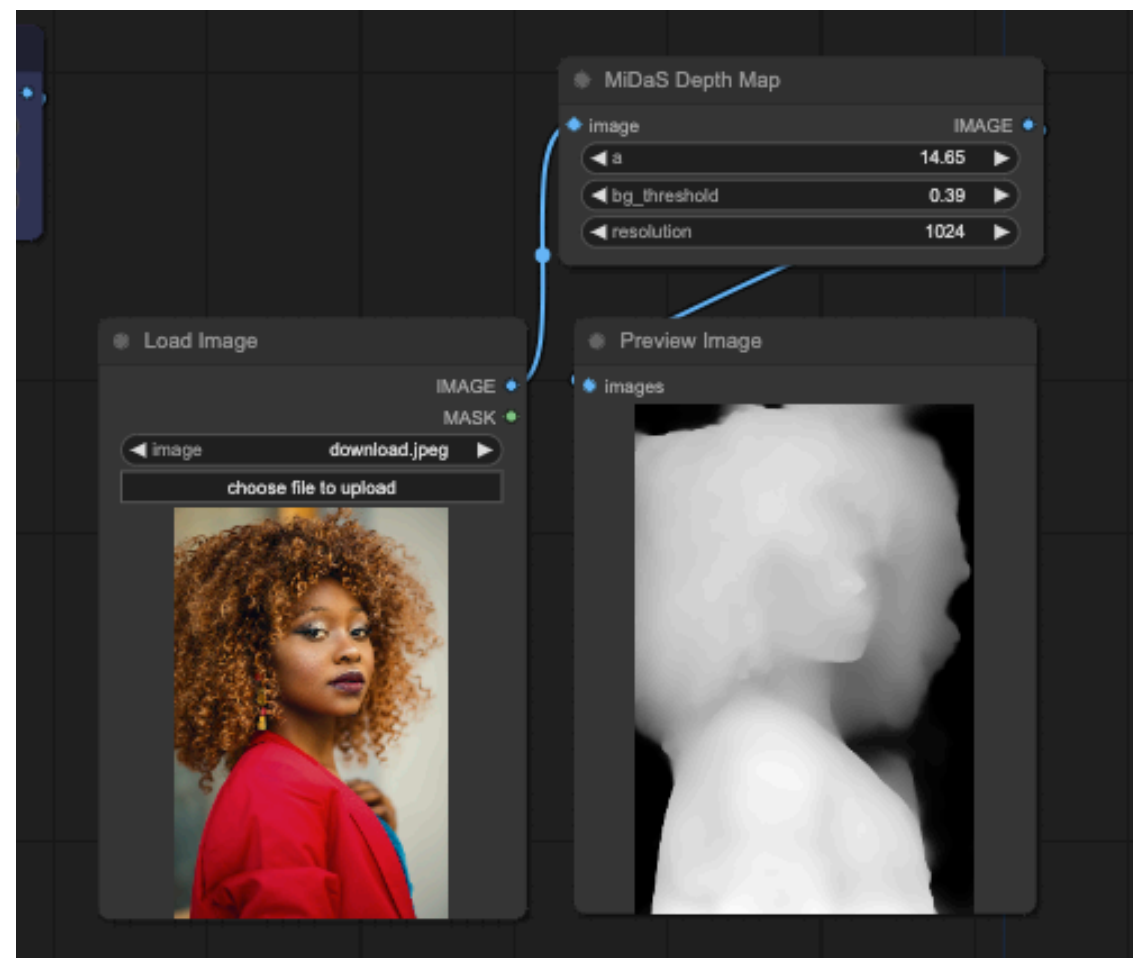 MiDaS Depth Map
image IMAGE
a 14.65
bg_threshold 0.39
resolution 1024
Load Image
IMAGE
MASK
image download.jpeg
choose file to upload
Preview Image
images